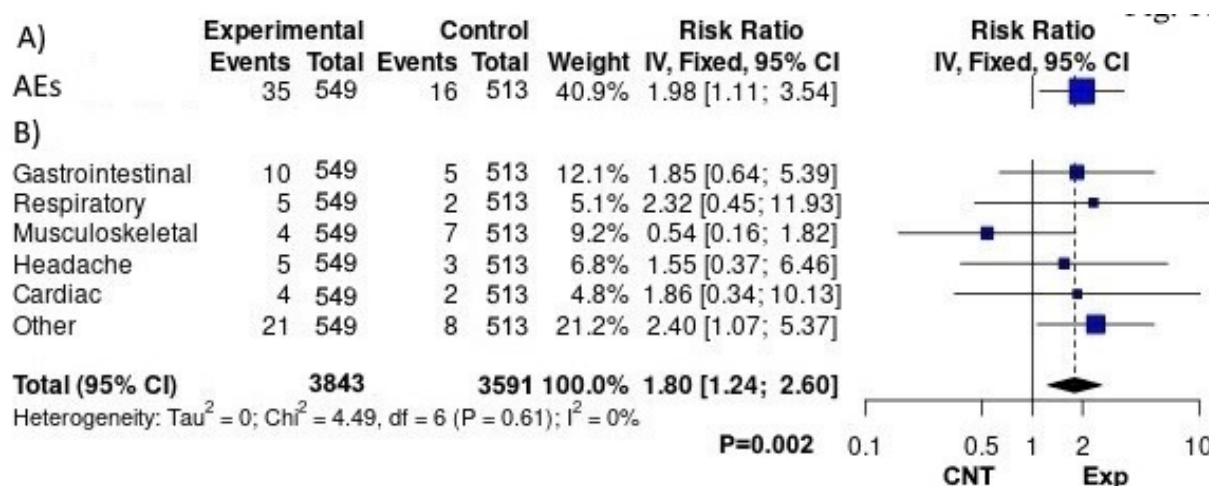 A) Experimental Control Risk Ratio Risk Ratio
Events Total Events Total Weight IV, Fixed, 95% CI IV, Fixed, 95% CI
AEs 35 549 16 513 40.9% 1.98 [1.11; 3.54]
B)
Gastrointestinal 10 549 5 513 12.1% 1.85 [0.64; 5.39]
Respiratory 5 549 2 513 5.1% 2.32 [0.45; 11.93]
Musculoskeletal 4 549 7 513 9.2% 0.54 [0.16; 1.82]
Headache 5 549 3 513 6.8% 1.55 [0.37; 6.46]
Cardiac 4 549 2 513 4.8% 1.86 [0.34; 10.13]
Other 21 549 8 513 21.2% 2.40 [1.07; 5.37]
Total (95% CI) 3843 3591 100.0% 1.80 [1.24; 2.60]
Heterogeneity: Tau² = 0; Chi² = 4.49, df = 6 (P = 0.61); I² = 0%
P=0.002
0.1 0.5 1 2 10
CNT Exp